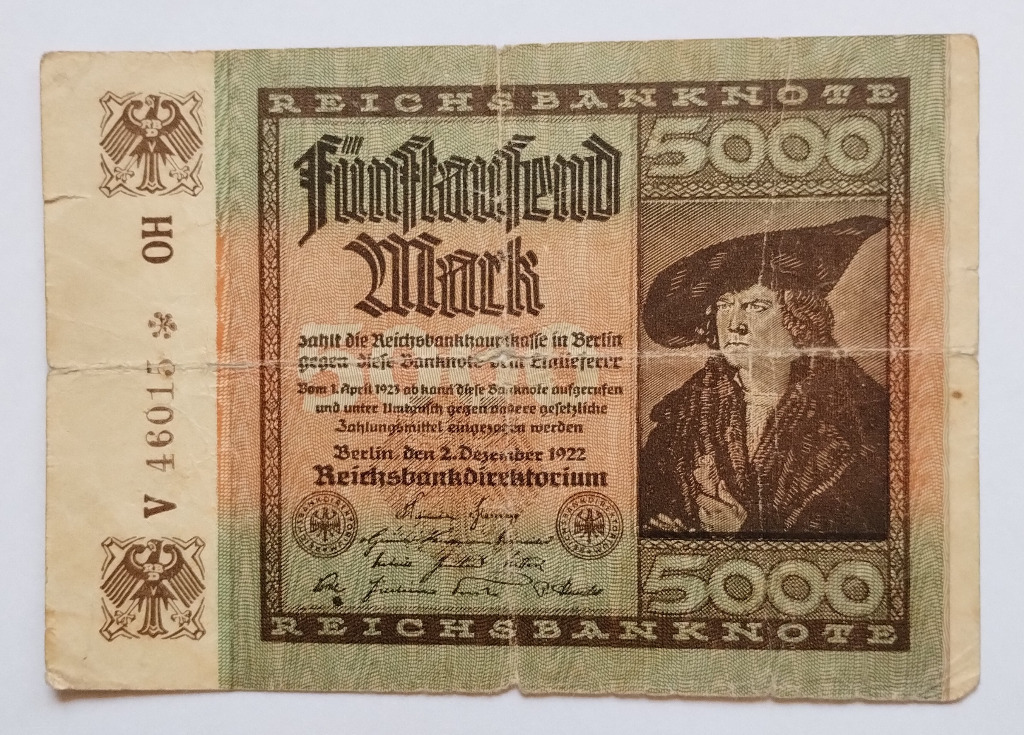 REICHSBANKNOTE
5000
Fünftausend
Mark
zahlt die Reichsbankhauptkasse in Berlin
gegen diese Banknote dem Einlieferer
Vom 1. April 1923 ab kann diese Banknote aufgerufen
und unter Umtausch gegen andere gesetzliche
Zahlungsmittel eingezogen werden
Berlin, den 2. Dezember 1922
Reichsbankdirektorium
5000
REICHSBANKNOTE
V 46015 * OH